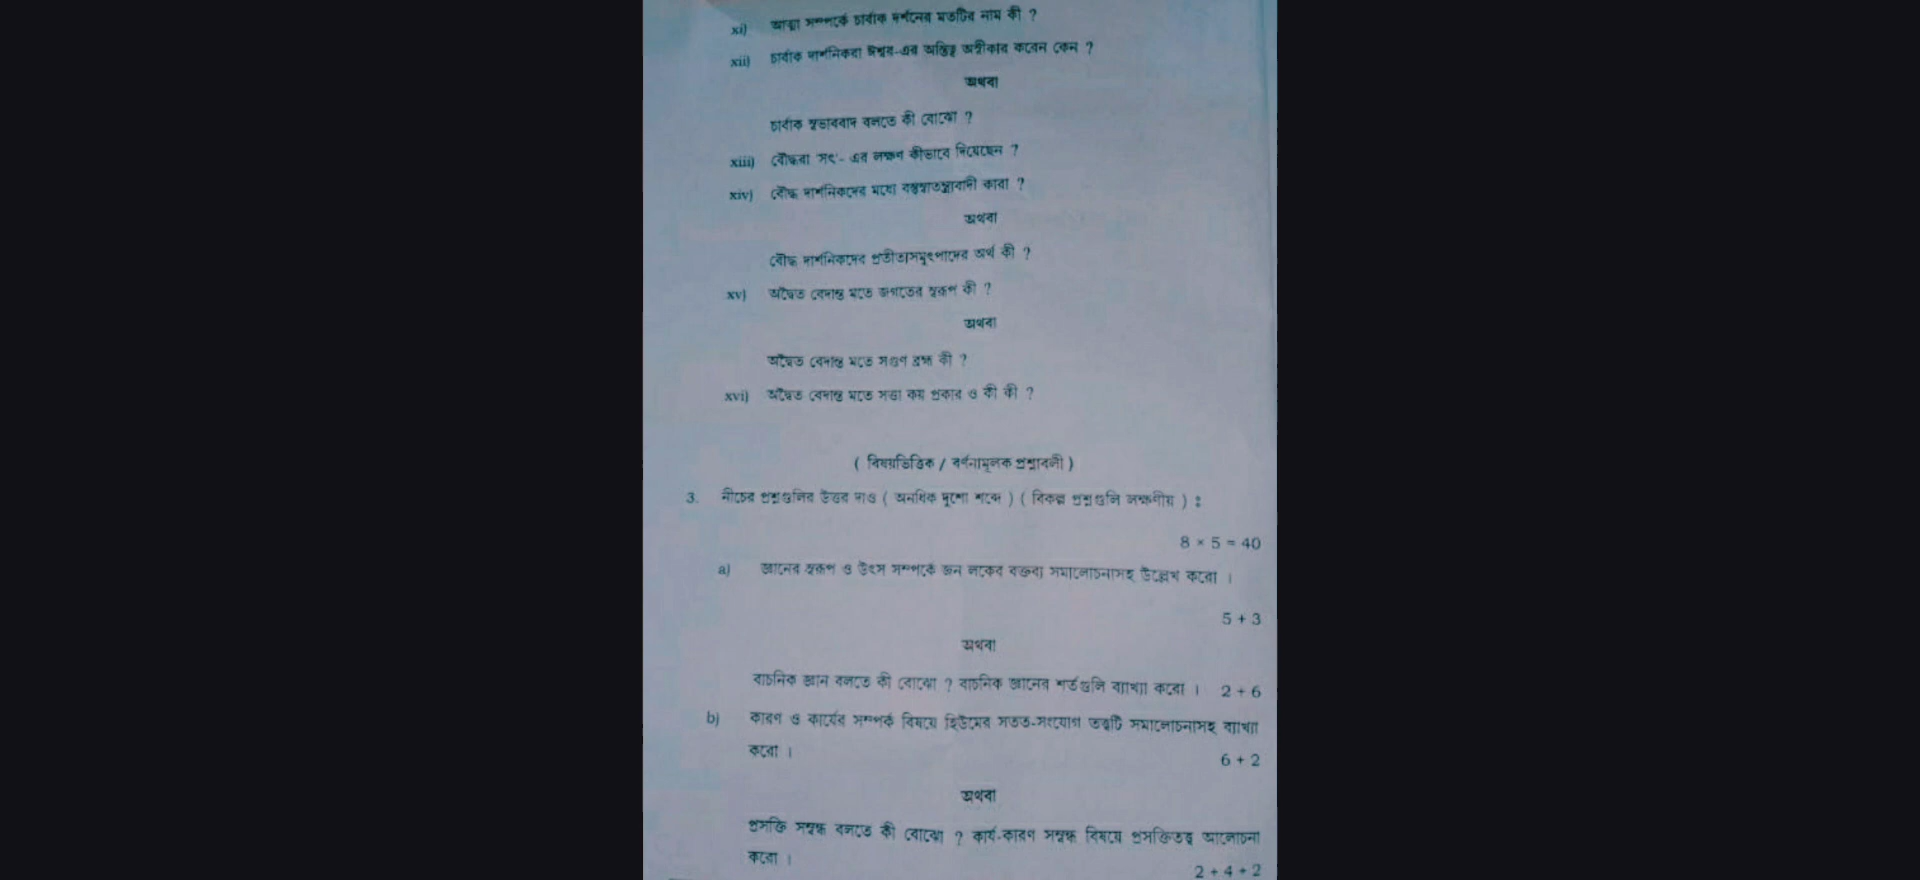 xi) আত্মা সম্পর্কে চার্বাক দর্শনের মতটির নাম কী ?
xii) চার্বাক দার্শনিকরা ঈশ্বর-এর অস্তিত্ব অস্বীকার করেন কেন ?
অথবা
চার্বাক স্বভাববাদ বলতে কী বোঝো ?
xiii) বৌদ্ধরা 'সৎ'- এর লক্ষণ কীভাবে দিয়েছেন ?
xiv) বৌদ্ধ দার্শনিকদের মধ্যে বস্তুস্বাতন্ত্র্যবাদী কারা ?
অথবা
বৌদ্ধ দার্শনিকদের প্রতীত্যসমুৎপাদের অর্থ কী ?
xv) অদ্বৈত বেদান্ত মতে জগতের স্বরূপ কী ?
অথবা
অদ্বৈত বেদান্ত মতে সগুণ ব্রহ্ম কী ?
xvi) অদ্বৈত বেদান্ত মতে সত্তা কয় প্রকার ও কী কী ?
( বিষয়ভিত্তিক / বর্ণনামূলক প্রশ্নাবলী )
3. নীচের প্রশ্নগুলির উত্তর দাও ( অনধিক দুশো শব্দে ) ( বিকল্প প্রশ্নগুলি লক্ষণীয় ) :
8 × 5 = 40
a) জ্ঞানের স্বরূপ ও উৎস সম্পর্কে জন লকের বক্তব্য সমালোচনাসহ উল্লেখ করো ।
5 + 3
অথবা
বাচনিক জ্ঞান বলতে কী বোঝো ? বাচনিক জ্ঞানের শর্তগুলি ব্যাখ্যা করো । 2 + 6
b) কারণ ও কার্যের সম্পর্ক বিষয়ে হিউমের সতত-সংযোগ তত্ত্বটি সমালোচনাসহ ব্যাখ্যা
করো ।
6 + 2
অথবা
প্রসক্তি সম্বন্ধ বলতে কী বোঝো ? কার্য-কারণ সম্বন্ধ বিষয়ে প্রসক্তিতত্ত্ব আলোচনা
করো ।
2 + 4 + 2